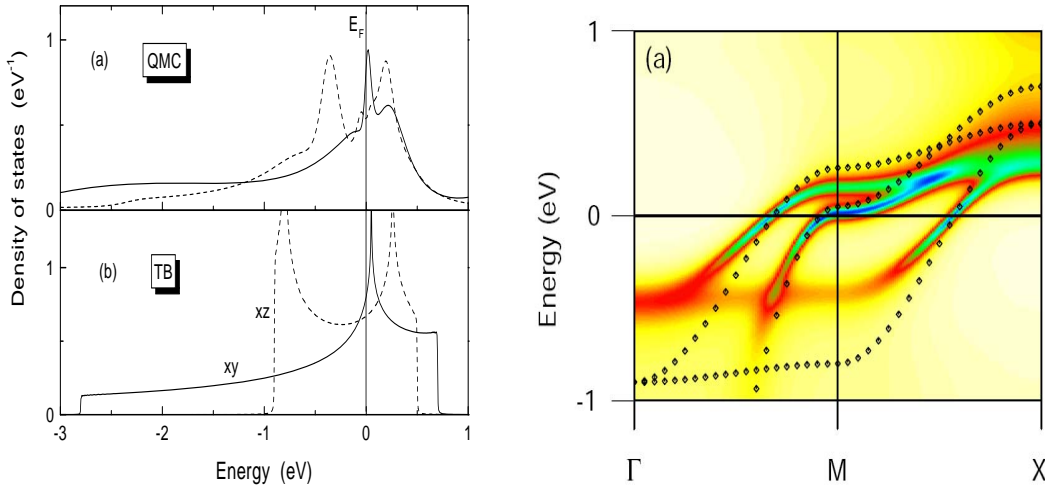 Density of states (eV⁻¹)
1
0
(a)
QMC
E_F
1
0
(b)
TB
xz
xy
-3
-2
-1
0
1
Energy (eV)
Energy (eV)
1
0
-1
(a)
Γ
M
X